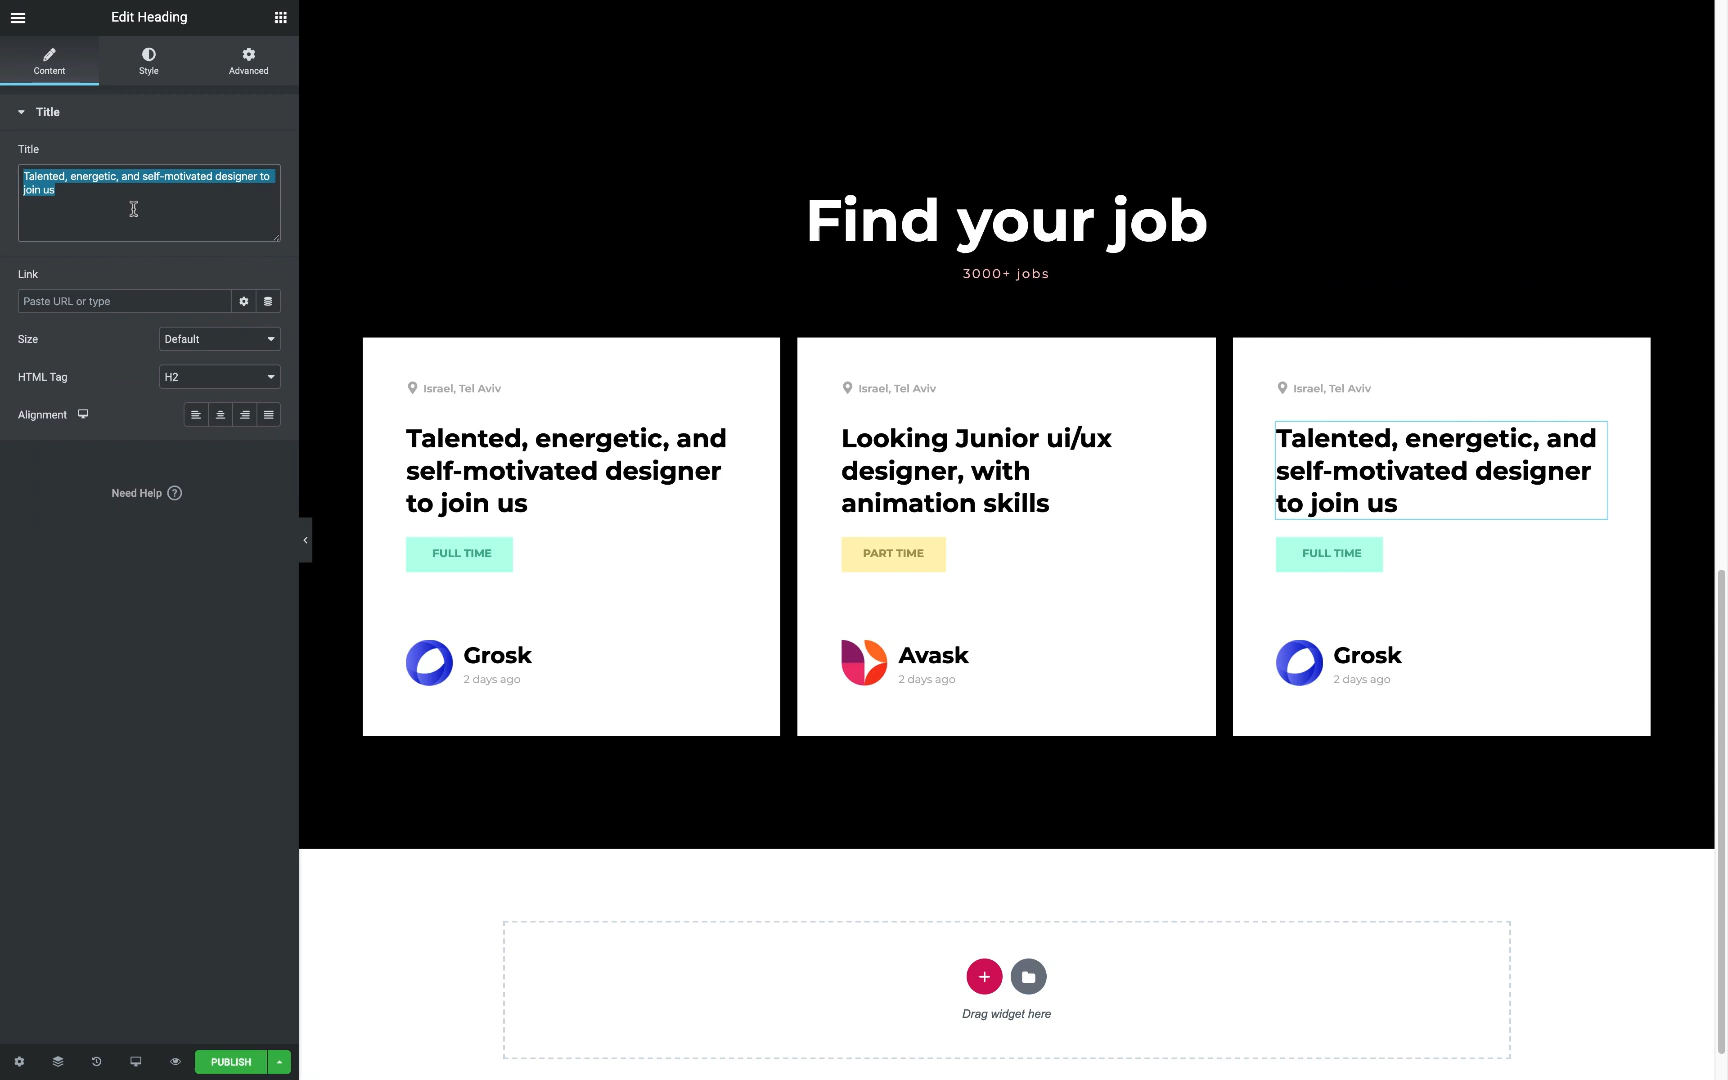 Edit Heading
Content
Style
Advanced
Title
Title
Talented, energetic, and self-motivated designer to
join us
Link
Paste URL or type
Size
Default
HTML Tag
H2
Alignment
Need Help
PUBLISH
Find your job
3000+ jobs
Israel, Tel Aviv
Talented, energetic, and
self-motivated designer
to join us
FULL TIME
Grosk
2 days ago
Israel, Tel Aviv
Looking Junior ui/ux
designer, with
animation skills
PART TIME
Avask
2 days ago
Israel, Tel Aviv
Talented, energetic, and
self-motivated designer
to join us
FULL TIME
Grosk
2 days ago
Drag widget here